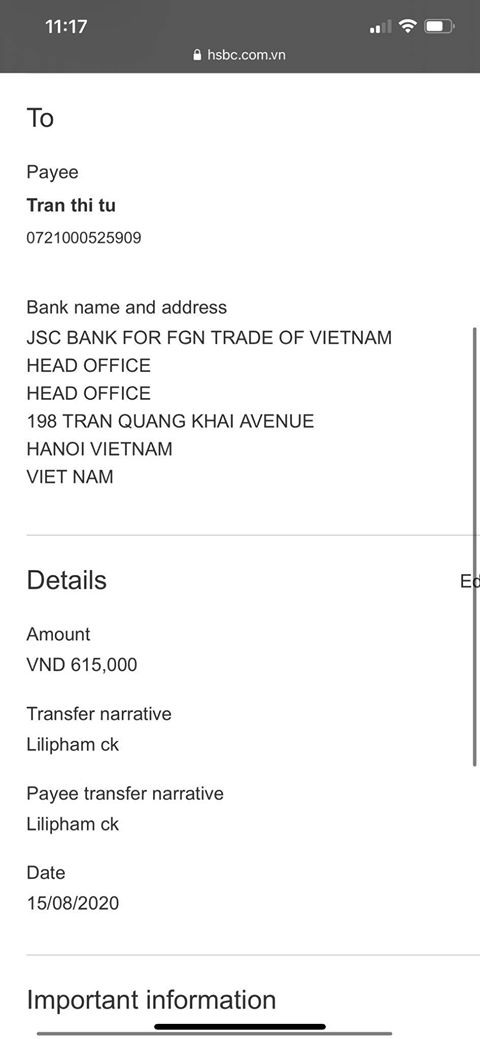 11:17
hsbc.com.vn
To
Payee
Tran thi tu
0721000525909
Bank name and address
JSC BANK FOR FGN TRADE OF VIETNAM
HEAD OFFICE
HEAD OFFICE
198 TRAN QUANG KHAI AVENUE
HANOI VIETNAM
VIET NAM
Details
Ed
Amount
VND 615,000
Transfer narrative
Lilipham ck
Payee transfer narrative
Lilipham ck
Date
15/08/2020
Important information